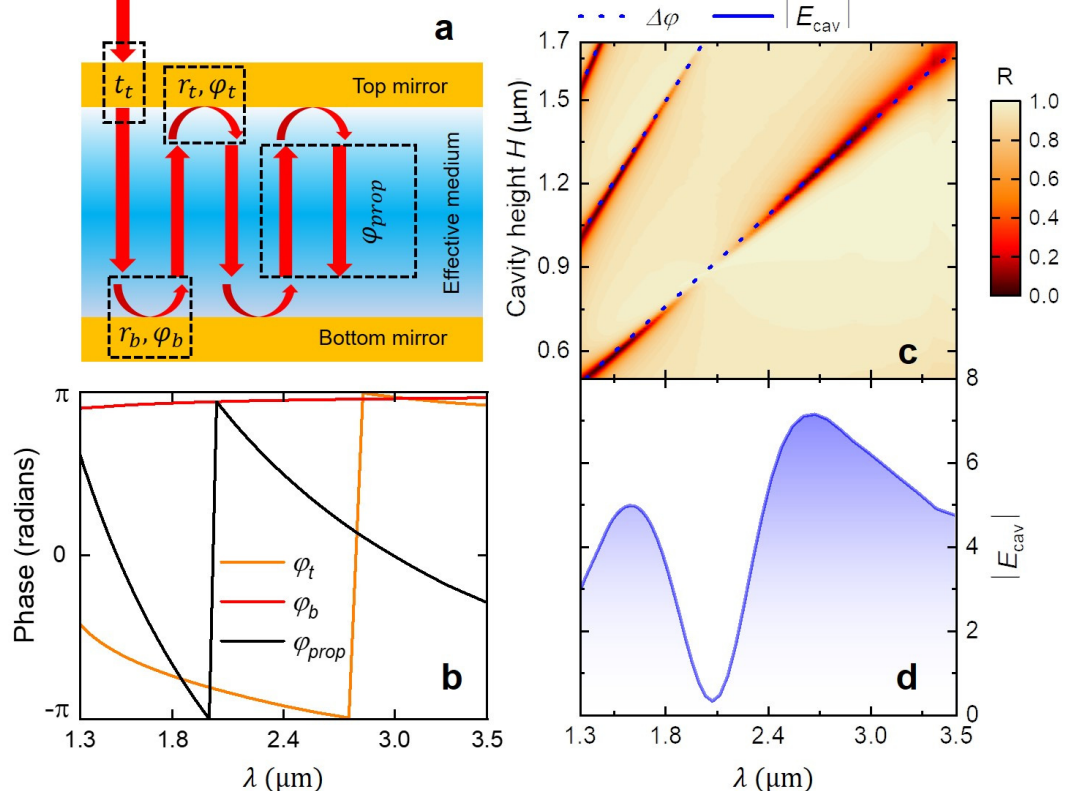 a
t_t
r_t, φ_t
Top mirror
φ_prop
Effective medium
r_b, φ_b
Bottom mirror
Δφ
|E_cav|
Cavity height H (μm)
1.7
1.5
1.2
0.9
0.6
c
R
1.0
0.8
0.6
0.4
0.2
0.0
Phase (radians)
π
0
-π
φ_t
φ_b
φ_prop
b
1.3
1.8
2.4
3.0
3.5
λ (μm)
8
6
4
2
0
|E_cav|
d
1.3
1.8
2.4
3.0
3.5
λ (μm)